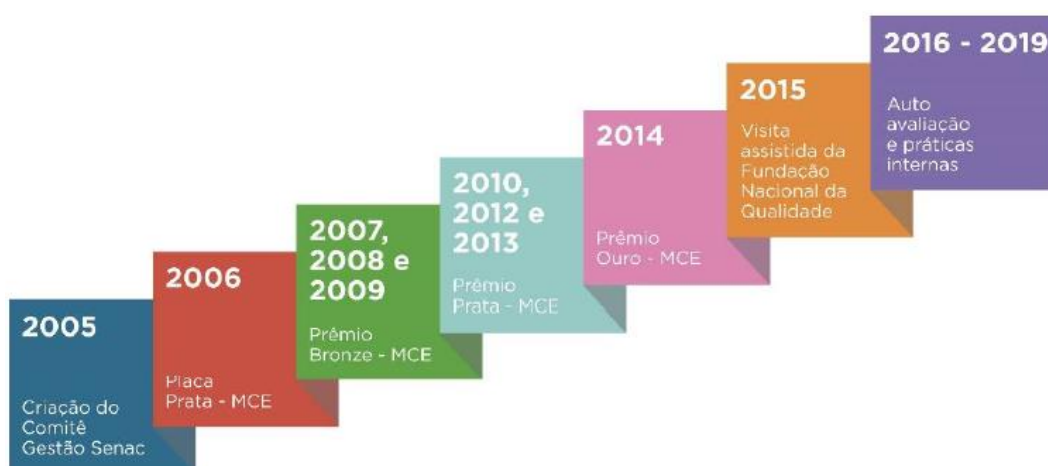 2005
Criação do
Comitê
Gestão Senac
2006
Placa
Prata - MCE
2007,
2008 e
2009
Prêmio
Bronze - MCE
2010,
2012 e
2013
Prêmio
Prata - MCE
2014
Prêmio
Ouro - MCE
2015
Visita
assistida da
Fundação
Nacional da
Qualidade
2016 - 2019
Auto
avaliação
e práticas
internas